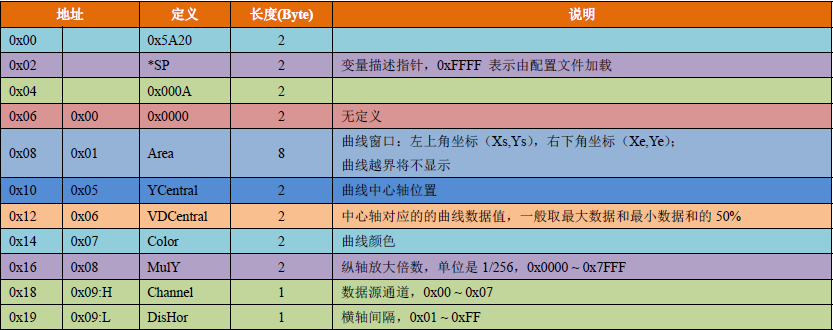 地址 定义 长度(Byte) 说明
0x00 0x5A20 2
0x02 *SP 2 变量描述指针，0xFFFF 表示由配置文件加载
0x04 0x000A 2
0x06 0x00 0x0000 2 无定义
0x08 0x01 Area 8 曲线窗口：左上角坐标（Xs,Ys），右下角坐标（Xe,Ye）；
曲线越界将不显示
0x10 0x05 YCentral 2 曲线中心轴位置
0x12 0x06 VDCentral 2 中心轴对应的的曲线数据值，一般取最大数据和最小数据和的 50%
0x14 0x07 Color 2 曲线颜色
0x16 0x08 MulY 2 纵轴放大倍数，单位是 1/256，0x0000 ~ 0x7FFF
0x18 0x09:H Channel 1 数据源通道，0x00 ~ 0x07
0x19 0x09:L DisHor 1 横轴间隔，0x01 ~ 0xFF